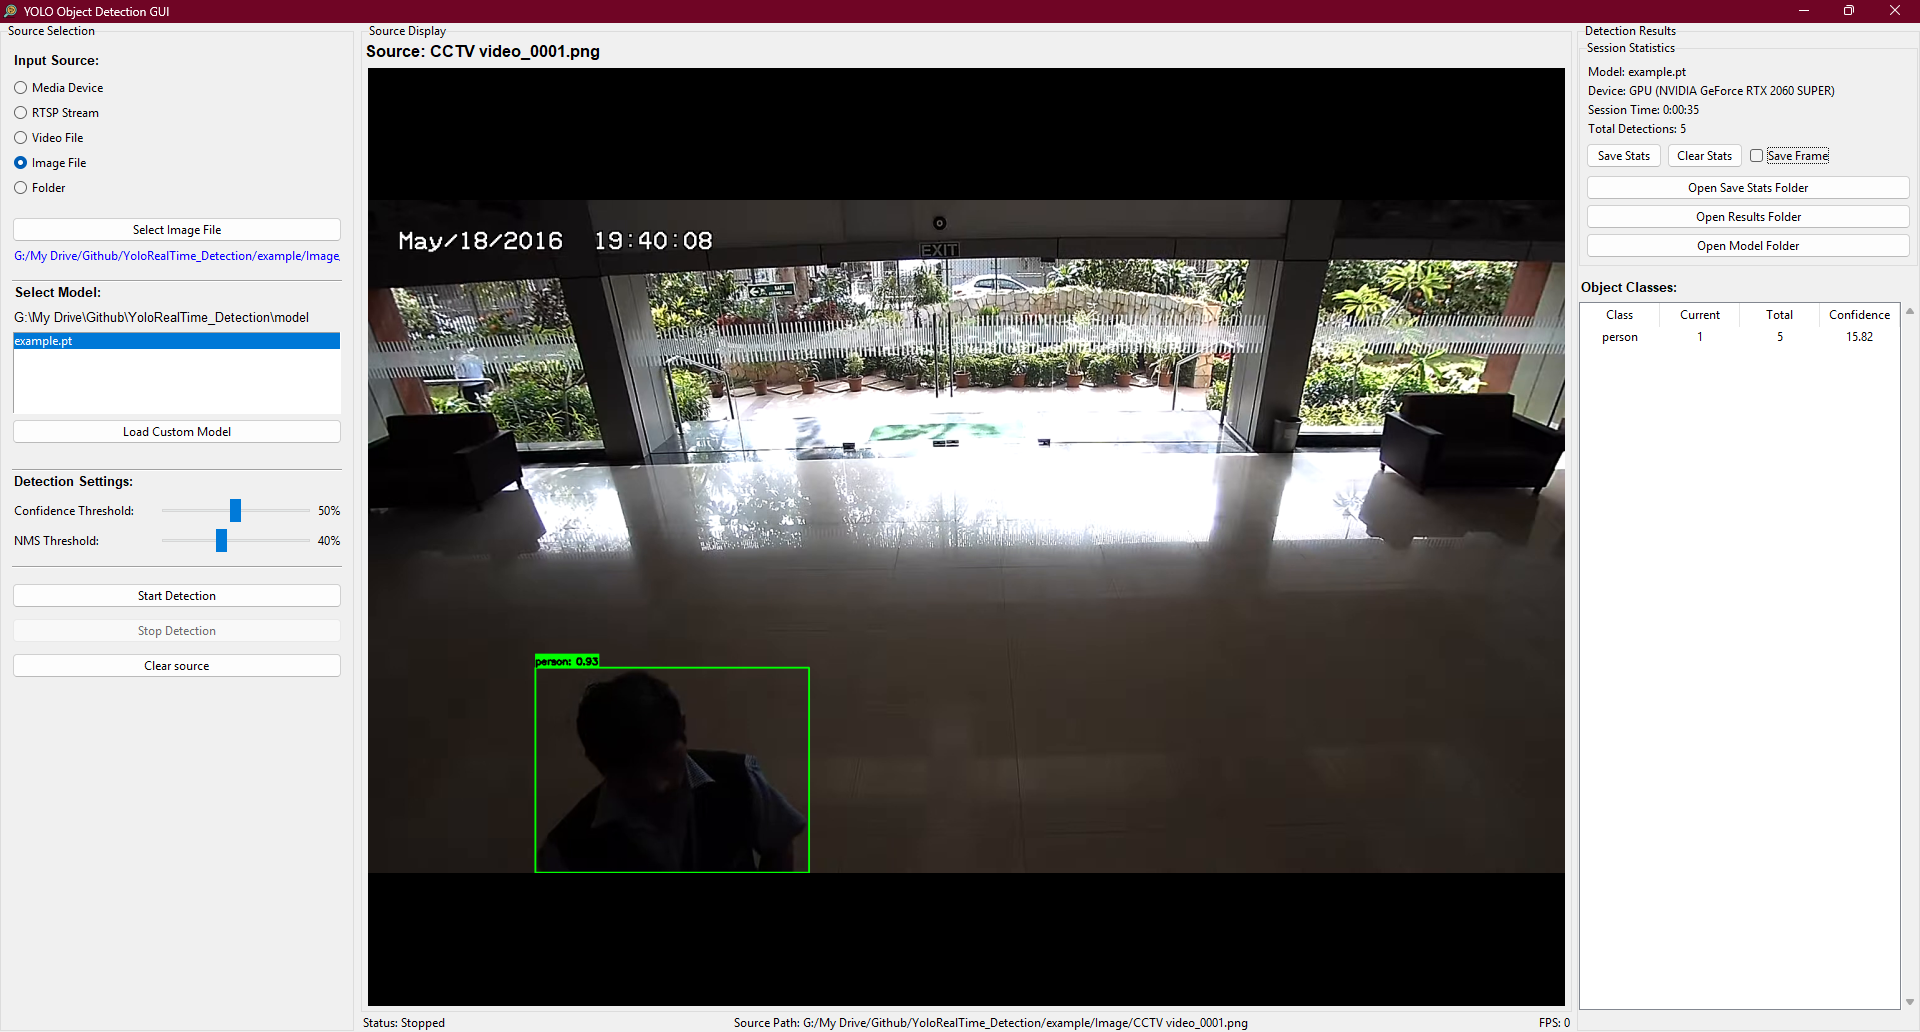 YOLO Object Detection GUI
Source Selection
Input Source:
Media Device
RTSP Stream
Video File
Image File
Folder
Select Image File
G:/My Drive/Github/YoloRealTime_Detection/example/Image,
Select Model:
G:\My Drive\Github\YoloRealTime_Detection\model
example.pt
Load Custom Model
Detection Settings:
Confidence Threshold: 50%
NMS Threshold: 40%
Start Detection
Stop Detection
Clear source
Source Display
Source: CCTV video_0001.png
May/18/2016 19:40:08
EXIT
SAFE
person: 0.93
Status: Stopped
Source Path: G:/My Drive/Github/YoloRealTime_Detection/example/Image/CCTV video_0001.png
FPS: 0
Detection Results
Session Statistics
Model: example.pt
Device: GPU (NVIDIA GeForce RTX 2060 SUPER)
Session Time: 0:00:35
Total Detections: 5
Save Stats Clear Stats Save Frame
Open Save Stats Folder
Open Results Folder
Open Model Folder
Object Classes:
Class Current Total Confidence
person 1 5 15.82